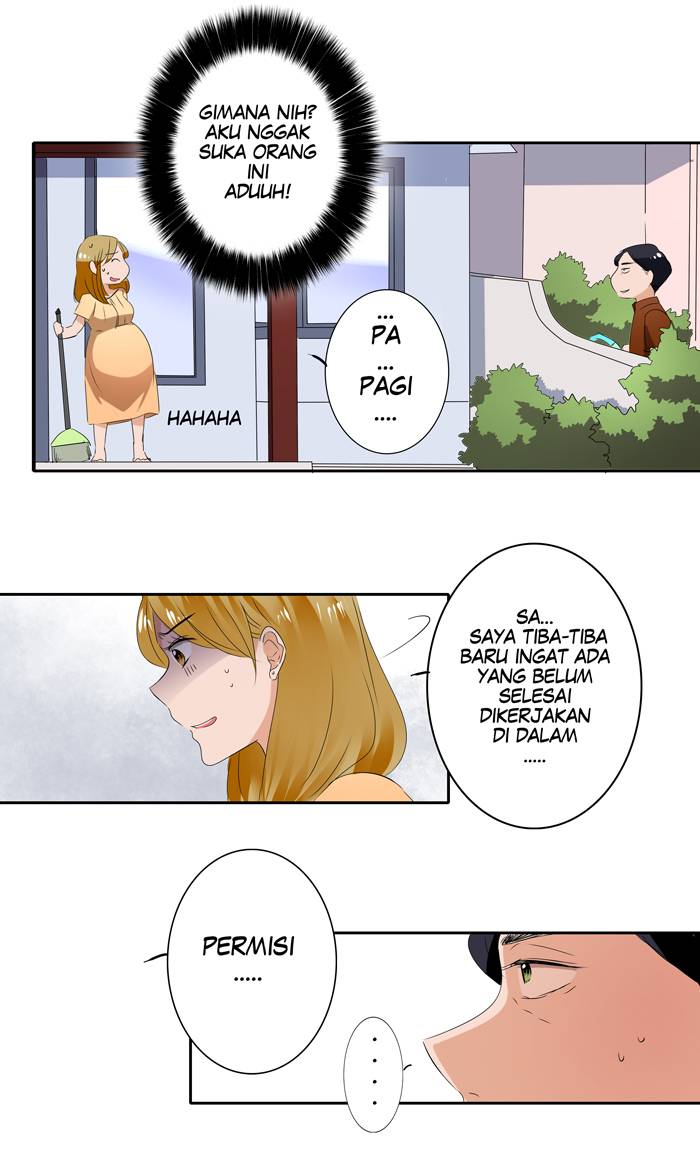 GIMANA NIH?
AKU NGGAK
SUKA ORANG
INI
ADUUH!
HAHAHA
...
PA
...
PAGI
....
SA...
SAYA TIBA-TIBA
BARU INGAT ADA
YANG BELUM
SELESAI
DIKERJAKAN
DI DALAM
.....
PERMISI
.....
....